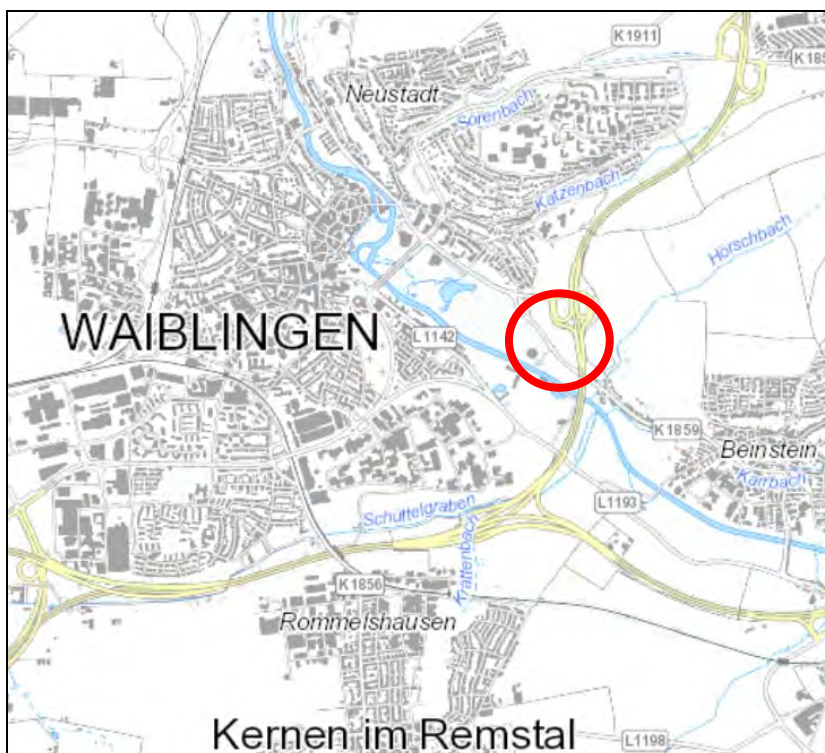 K1911
K185
Neustadt
Sörenbach
Katzenbach
Hörschbach
WAIBLINGEN
L1142
K1859
Beinstein
Karrbach
L1193
Schüttelgraben
Krättenbach
K1856
Rommelshausen
Kernen im Remstal
L1198